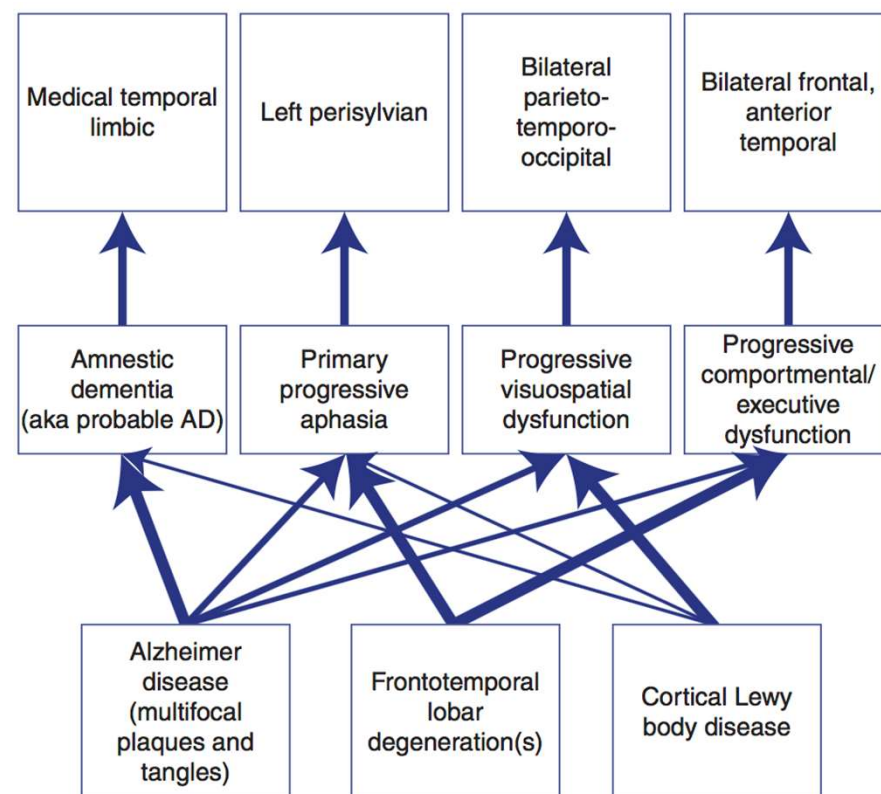 Medical temporal
limbic
Left perisylvian
Bilateral
parieto-
temporo-
occipital
Bilateral frontal,
anterior
temporal
Amnestic
dementia
(aka probable AD)
Primary
progressive
aphasia
Progressive
visuospatial
dysfunction
Progressive
comportmental/
executive
dysfunction
Alzheimer
disease
(multifocal
plaques and
tangles)
Frontotemporal
lobar
degeneration(s)
Cortical Lewy
body disease